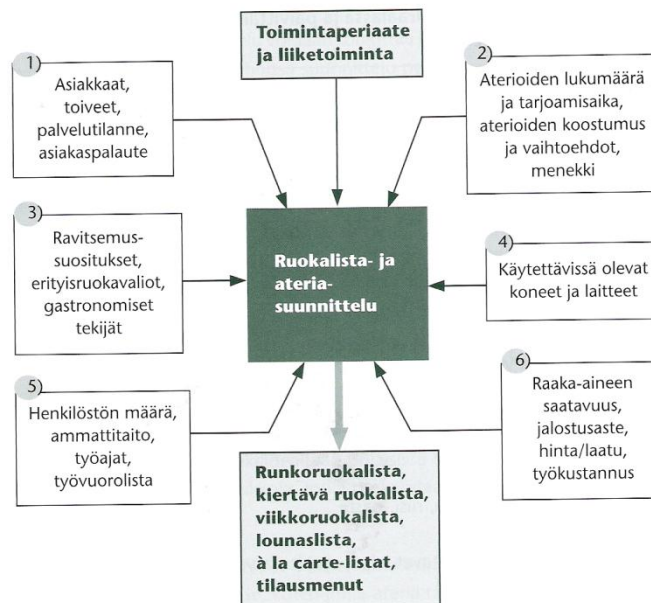 Toimintaperiaate
ja liiketoiminta
1)
Asiakkaat,
toiveet,
palvelutilanne,
asiakaspalaute
2)
Aterioiden lukumäärä
ja tarjoamisaika,
aterioiden koostumus
ja vaihtoehdot,
menekki
3)
Ravitsemus-
suositukset,
erityisruokavaliot,
gastronomiset
tekijät
Ruokalista- ja
ateria-
suunnittelu
4)
Käytettävissä olevat
koneet ja laitteet
5)
Henkilöstön määrä,
ammattitaito,
työajat,
työvuorolista
6)
Raaka-aineen
saatavuus,
jalostusaste,
hinta/laatu,
työkustannus
Runkoruokalista,
kiertävä ruokalista,
viikkoruokalista,
lounaslista,
à la carte-listat,
tilausmenut